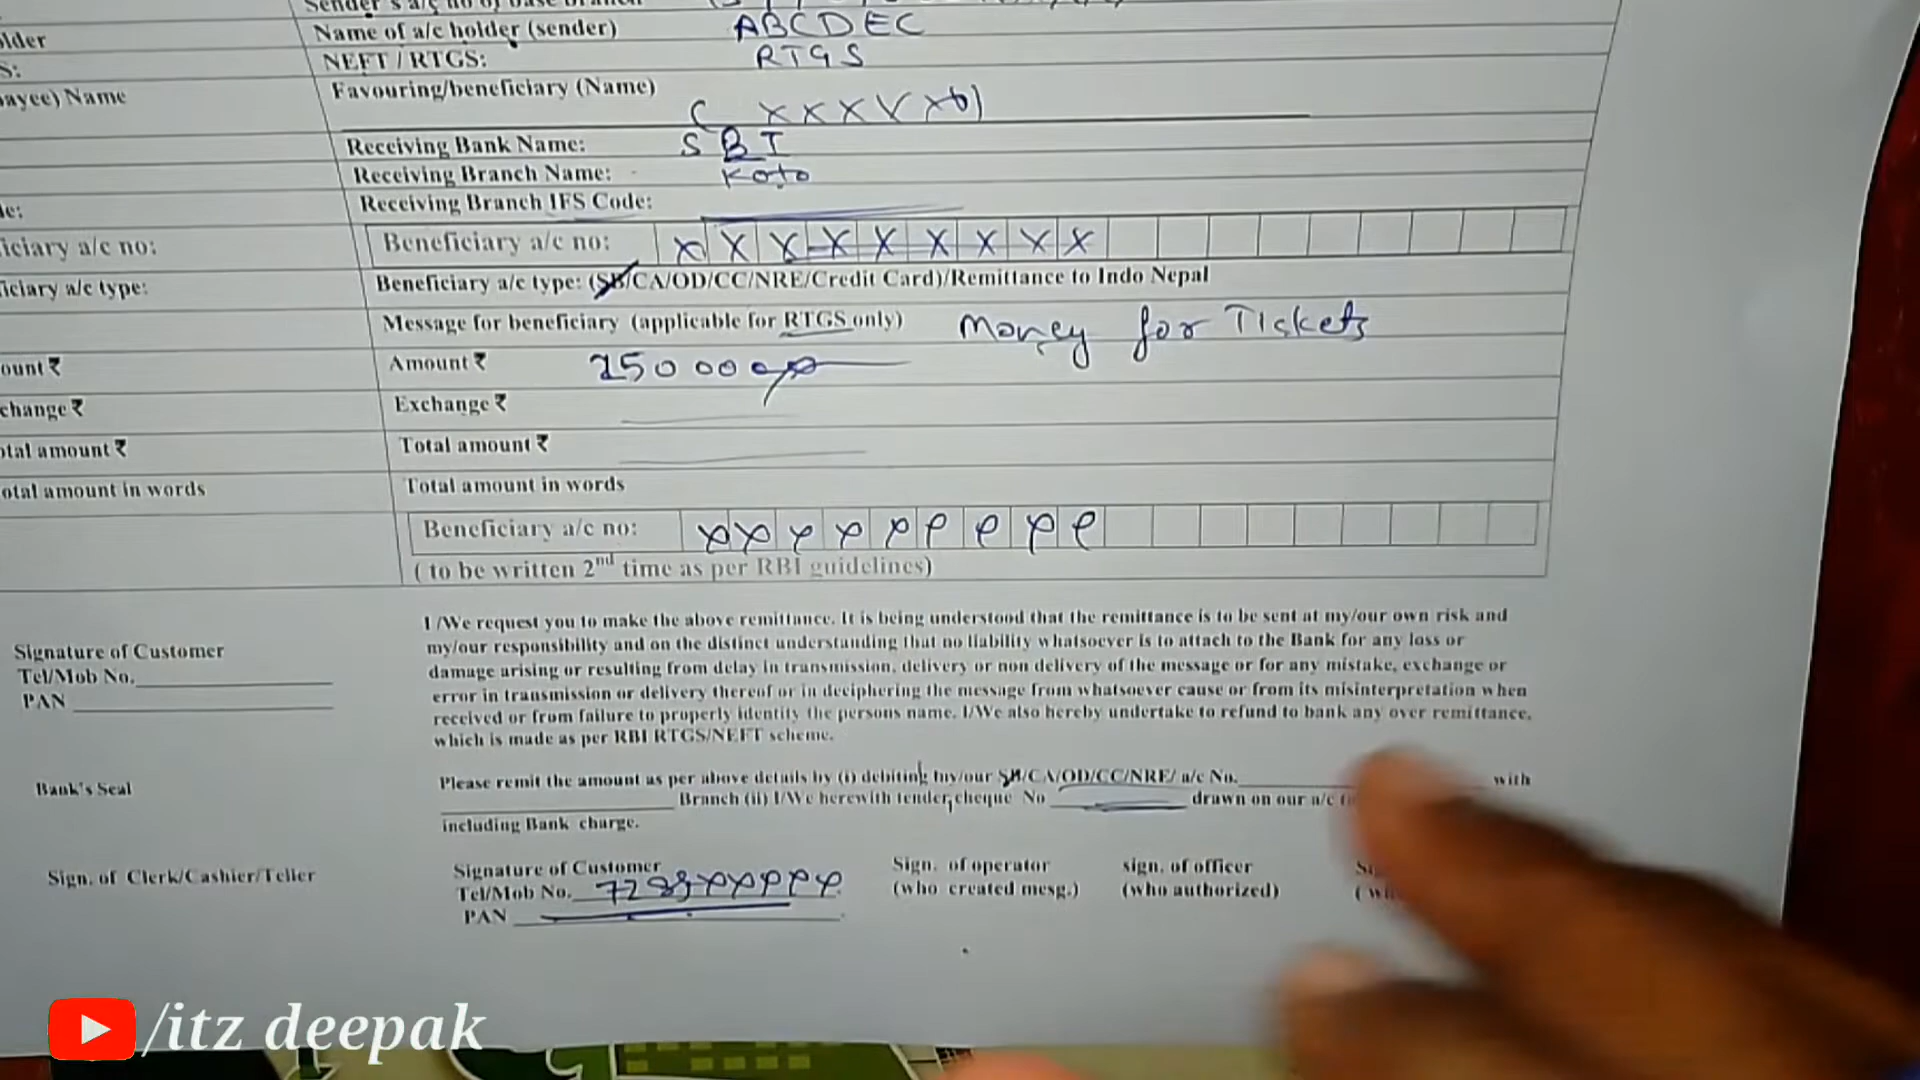 older
S:
payee) Name
de:
ficiary a/c no:
ficiary a/c type:
ount ₹
change ₹
otal amount ₹
otal amount in words
Signature of Customer
Tel/Mob No.
PAN
Bank's Seal
Sign. of Clerk/Cashier/Teller
Sender's a/c no of base branch
Name of a/c holder (sender) ABCDEC
NEFT / RTGS: RTGS
Favouring/beneficiary (Name)
Receiving Bank Name: SBI
Receiving Branch Name: Koto
Receiving Branch IFS Code:
Beneficiary a/c no: X X X X X X X X X
Beneficiary a/c type: (SB/CA/OD/CC/NRE/Credit Card)/Remittance to Indo Nepal
Message for beneficiary (applicable for RTGS only) Money for Tickets
Amount ₹ 250000
Exchange ₹
Total amount ₹
Total amount in words
Beneficiary a/c no:
( to be written 2nd time as per RBI guidelines)
I/We request you to make the above remittance. It is being understood that the remittance is to be sent at my/our own risk and
my/our responsibility and on the distinct understanding that no liability whatsoever is to attach to the Bank for any loss or
damage arising or resulting from delay in transmission, delivery or non delivery of the message or for any mistake, exchange or
error in transmission or delivery thereof or in deciphering the message from whatsoever cause or from its misinterpretation when
received or from failure to properly identity the persons name. I/We also hereby undertake to refund to bank any over remittance,
which is made as per RBI RTGS/NEFT scheme.
Please remit the amount as per above details by (i) debiting my/our SB/CA/OD/CC/NRE/ a/c No. with
Branch (ii) I/We herewith tender cheque No drawn on our a/c
including Bank charge.
Signature of Customer
Tel/Mob No.
PAN
Sign. of operator
(who created mesg.)
sign. of officer
(who authorized)
/itz deepak